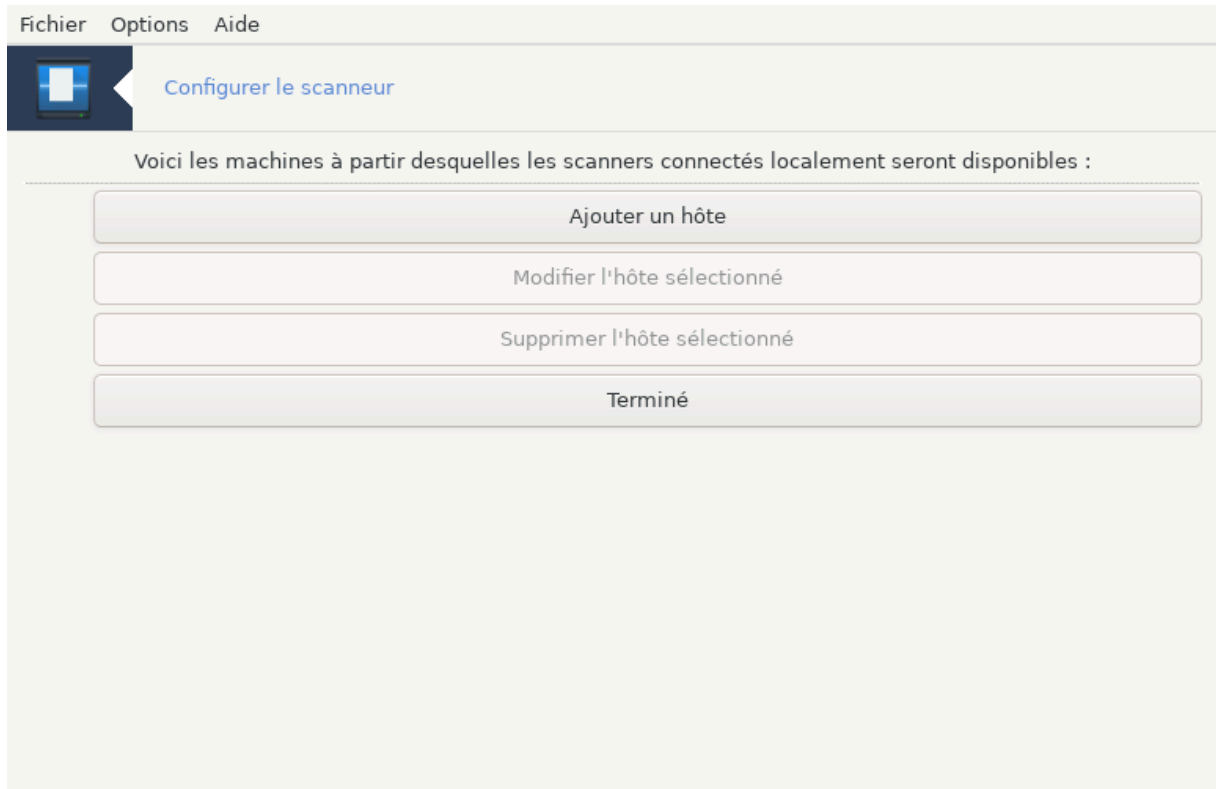 Fichier Options Aide
Configurer le scanneur
Voici les machines à partir desquelles les scanners connectés localement seront disponibles :
Ajouter un hôte
Modifier l'hôte sélectionné
Supprimer l'hôte sélectionné
Terminé